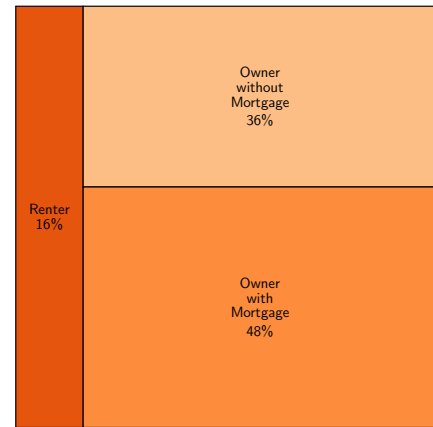 Owner
without
Mortgage
36%
Renter
16%
Owner
with
Mortgage
48%